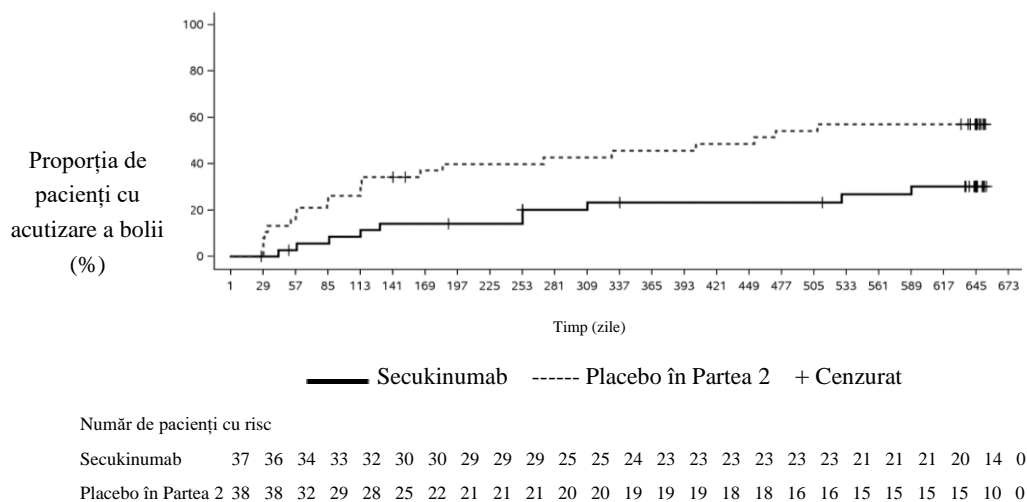 100
80
60
40
20
0
Proporția de
pacienți cu
acutizare a bolii
(%)
1 29 57 85 113 141 169 197 225 253 281 309 337 365 393 421 449 477 505 533 561 589 617 645 673
Timp (zile)
Secukinumab Placebo în Partea 2 + Cenzurat
Număr de pacienți cu risc
Secukinumab 37 36 34 33 32 30 30 29 29 29 25 25 24 23 23 23 23 23 23 21 21 21 20 14 0
Placebo în Partea 2 38 38 32 29 28 25 22 21 21 21 20 20 19 19 19 18 18 16 16 15 15 15 15 10 0